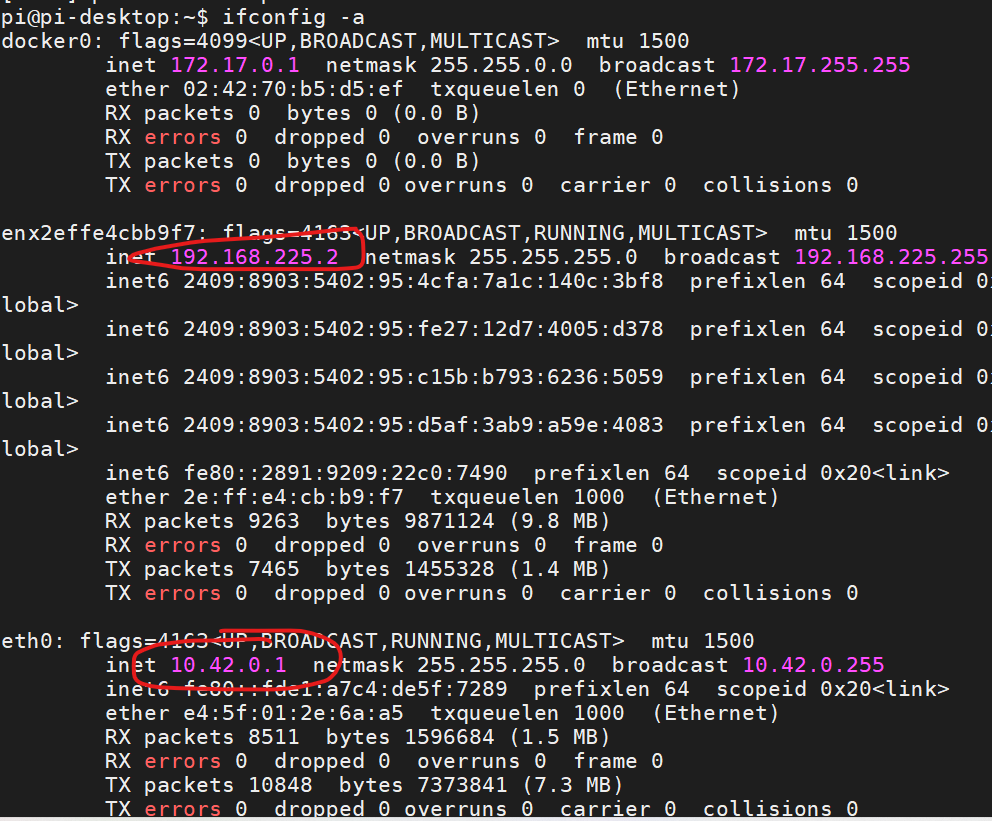 pi@pi-desktop:~$ ifconfig -a
docker0: flags=4099<UP,BROADCAST,MULTICAST>  mtu 1500
        inet 172.17.0.1  netmask 255.255.0.0  broadcast 172.17.255.255
        ether 02:42:70:b5:d5:ef  txqueuelen 0  (Ethernet)
        RX packets 0  bytes 0 (0.0 B)
        RX errors 0  dropped 0  overruns 0  frame 0
        TX packets 0  bytes 0 (0.0 B)
        TX errors 0  dropped 0 overruns 0  carrier 0  collisions 0

enx2effe4cbb9f7: flags=4163<UP,BROADCAST,RUNNING,MULTICAST>  mtu 1500
        inet 192.168.225.2  netmask 255.255.255.0  broadcast 192.168.225.255
        inet6 2409:8903:5402:95:4cfa:7a1c:140c:3bf8  prefixlen 64  scopeid 0
lobal>
        inet6 2409:8903:5402:95:fe27:12d7:4005:d378  prefixlen 64  scopeid 0
lobal>
        inet6 2409:8903:5402:95:c15b:b793:6236:5059  prefixlen 64  scopeid 0
lobal>
        inet6 2409:8903:5402:95:d5af:3ab9:a59e:4083  prefixlen 64  scopeid 0
lobal>
        inet6 fe80::2891:9209:22c0:7490  prefixlen 64  scopeid 0x20<link>
        ether 2e:ff:e4:cb:b9:f7  txqueuelen 1000  (Ethernet)
        RX packets 9263  bytes 9871124 (9.8 MB)
        RX errors 0  dropped 0  overruns 0  frame 0
        TX packets 7465  bytes 1455328 (1.4 MB)
        TX errors 0  dropped 0 overruns 0  carrier 0  collisions 0

eth0: flags=4163<UP,BROADCAST,RUNNING,MULTICAST>  mtu 1500
        inet 10.42.0.1  netmask 255.255.255.0  broadcast 10.42.0.255
        inet6 fe80::fde1:a7c4:de5f:7289  prefixlen 64  scopeid 0x20<link>
        ether e4:5f:01:2e:6a:a5  txqueuelen 1000  (Ethernet)
        RX packets 8511  bytes 1596684 (1.5 MB)
        RX errors 0  dropped 0  overruns 0  frame 0
        TX packets 10848  bytes 7373841 (7.3 MB)
        TX errors 0  dropped 0 overruns 0  carrier 0  collisions 0